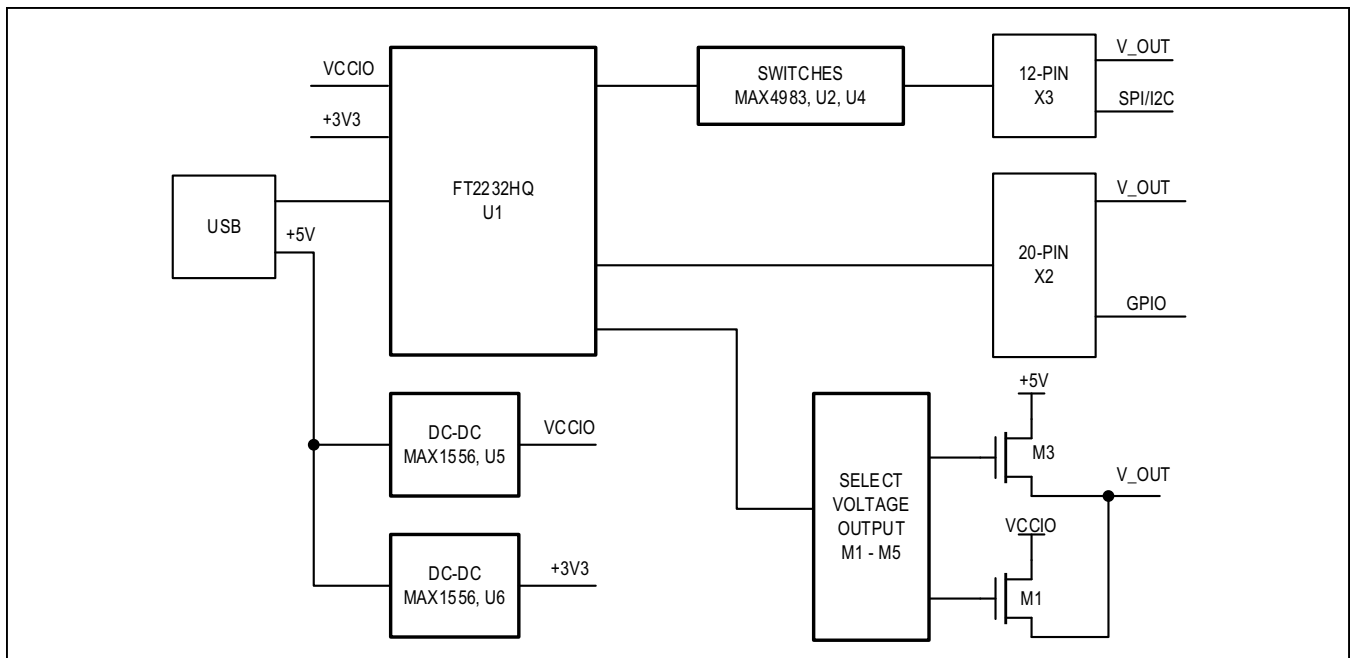 VCCIO
+3V3
FT2232HQ
U1
SWITCHES
MAX4983, U2, U4
12-PIN
X3
V_OUT
SPI/I2C
USB
+5V
20-PIN
X2
V_OUT
GPIO
DC-DC
MAX1556, U5
VCCIO
DC-DC
MAX1556, U6
+3V3
SELECT
VOLTAGE
OUTPUT
M1 - M5
+5V
M3
V_OUT
VCCIO
M1